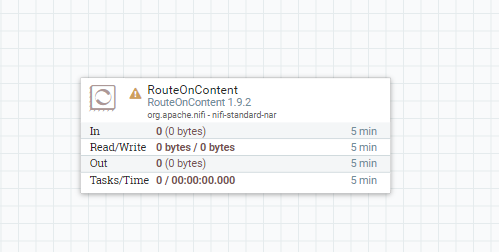 RouteOnContent
RouteOnContent 1.9.2
org.apache.nifi - nifi-standard-nar
In 0 (0 bytes) 5 min
Read/Write 0 bytes / 0 bytes 5 min
Out 0 (0 bytes) 5 min
Tasks/Time 0 / 00:00:00.000 5 min